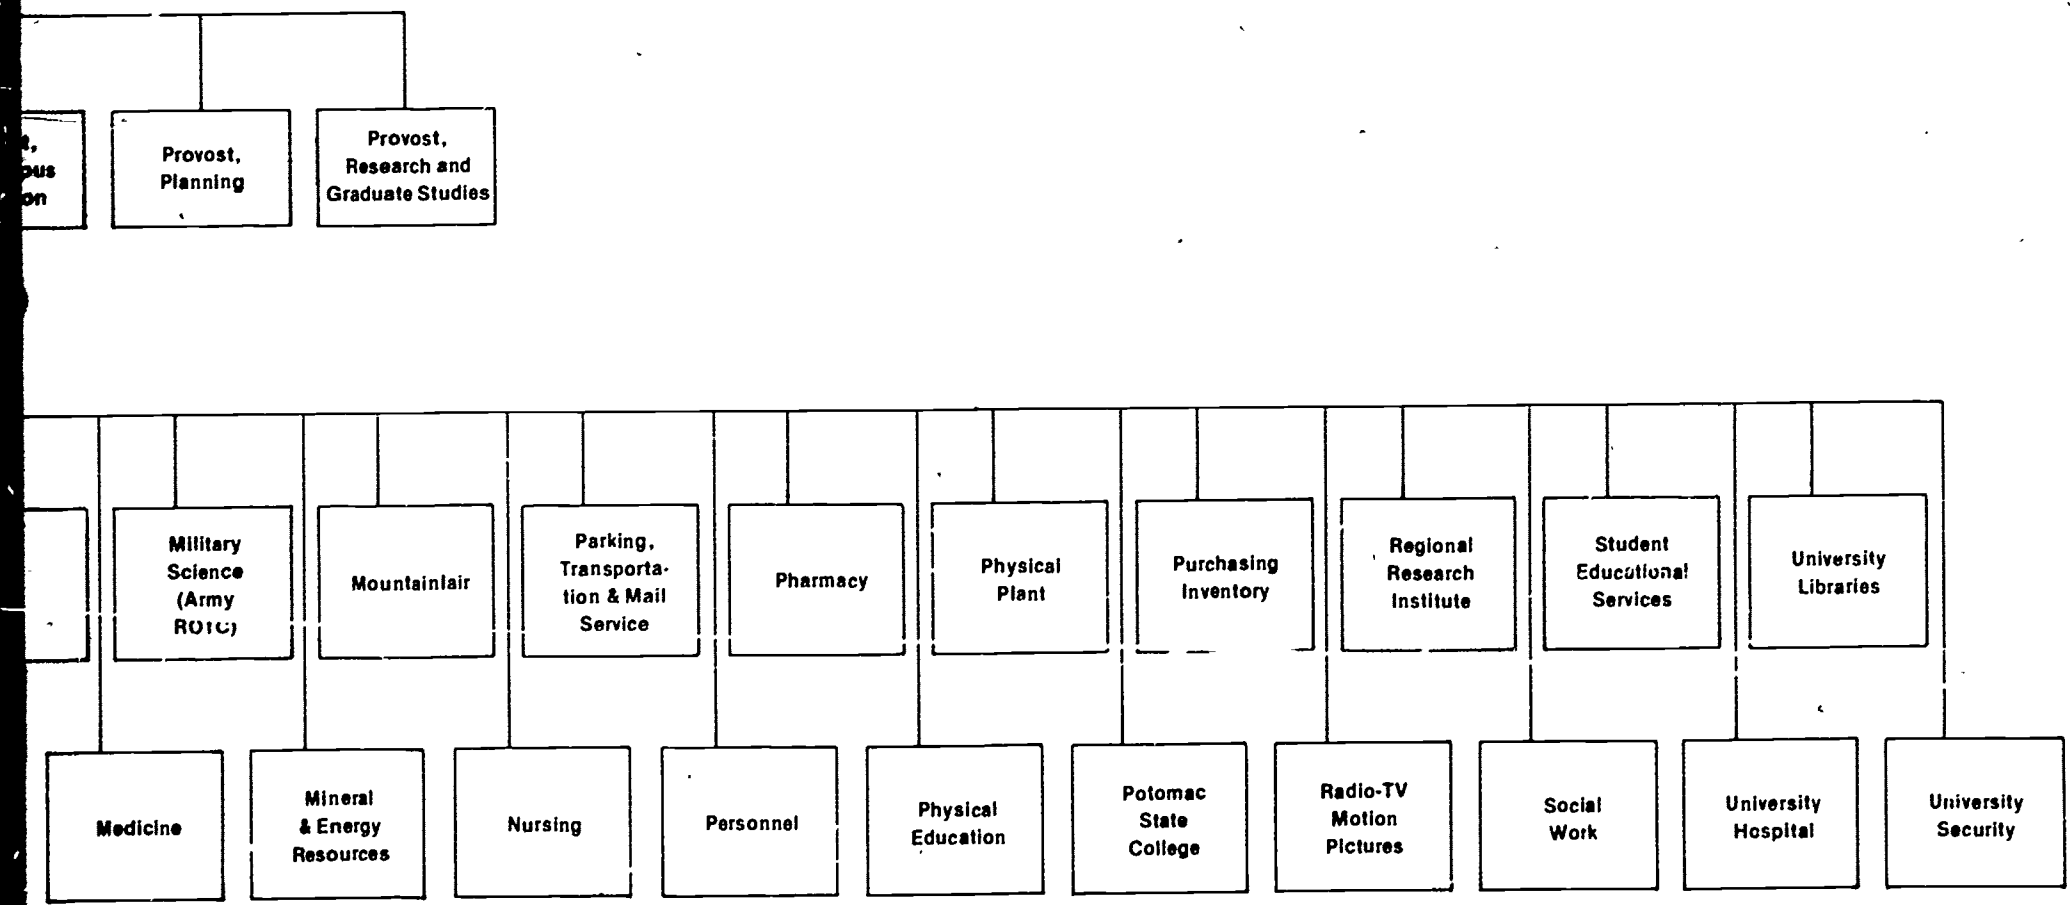 Provost,
Planning
Provost,
Research and
Graduate Studies
Military
Science
(Army
ROTC)
Mountainlair
Parking,
Transporta-
tion & Mail
Service
Pharmacy
Physical
Plant
Purchasing
Inventory
Regional
Research
Institute
Student
Educational
Services
University
Libraries
Medicine
Mineral
& Energy
Resources
Nursing
Personnel
Physical
Education
Potomac
State
College
Radio-TV
Motion
Pictures
Social
Work
University
Hospital
University
Security